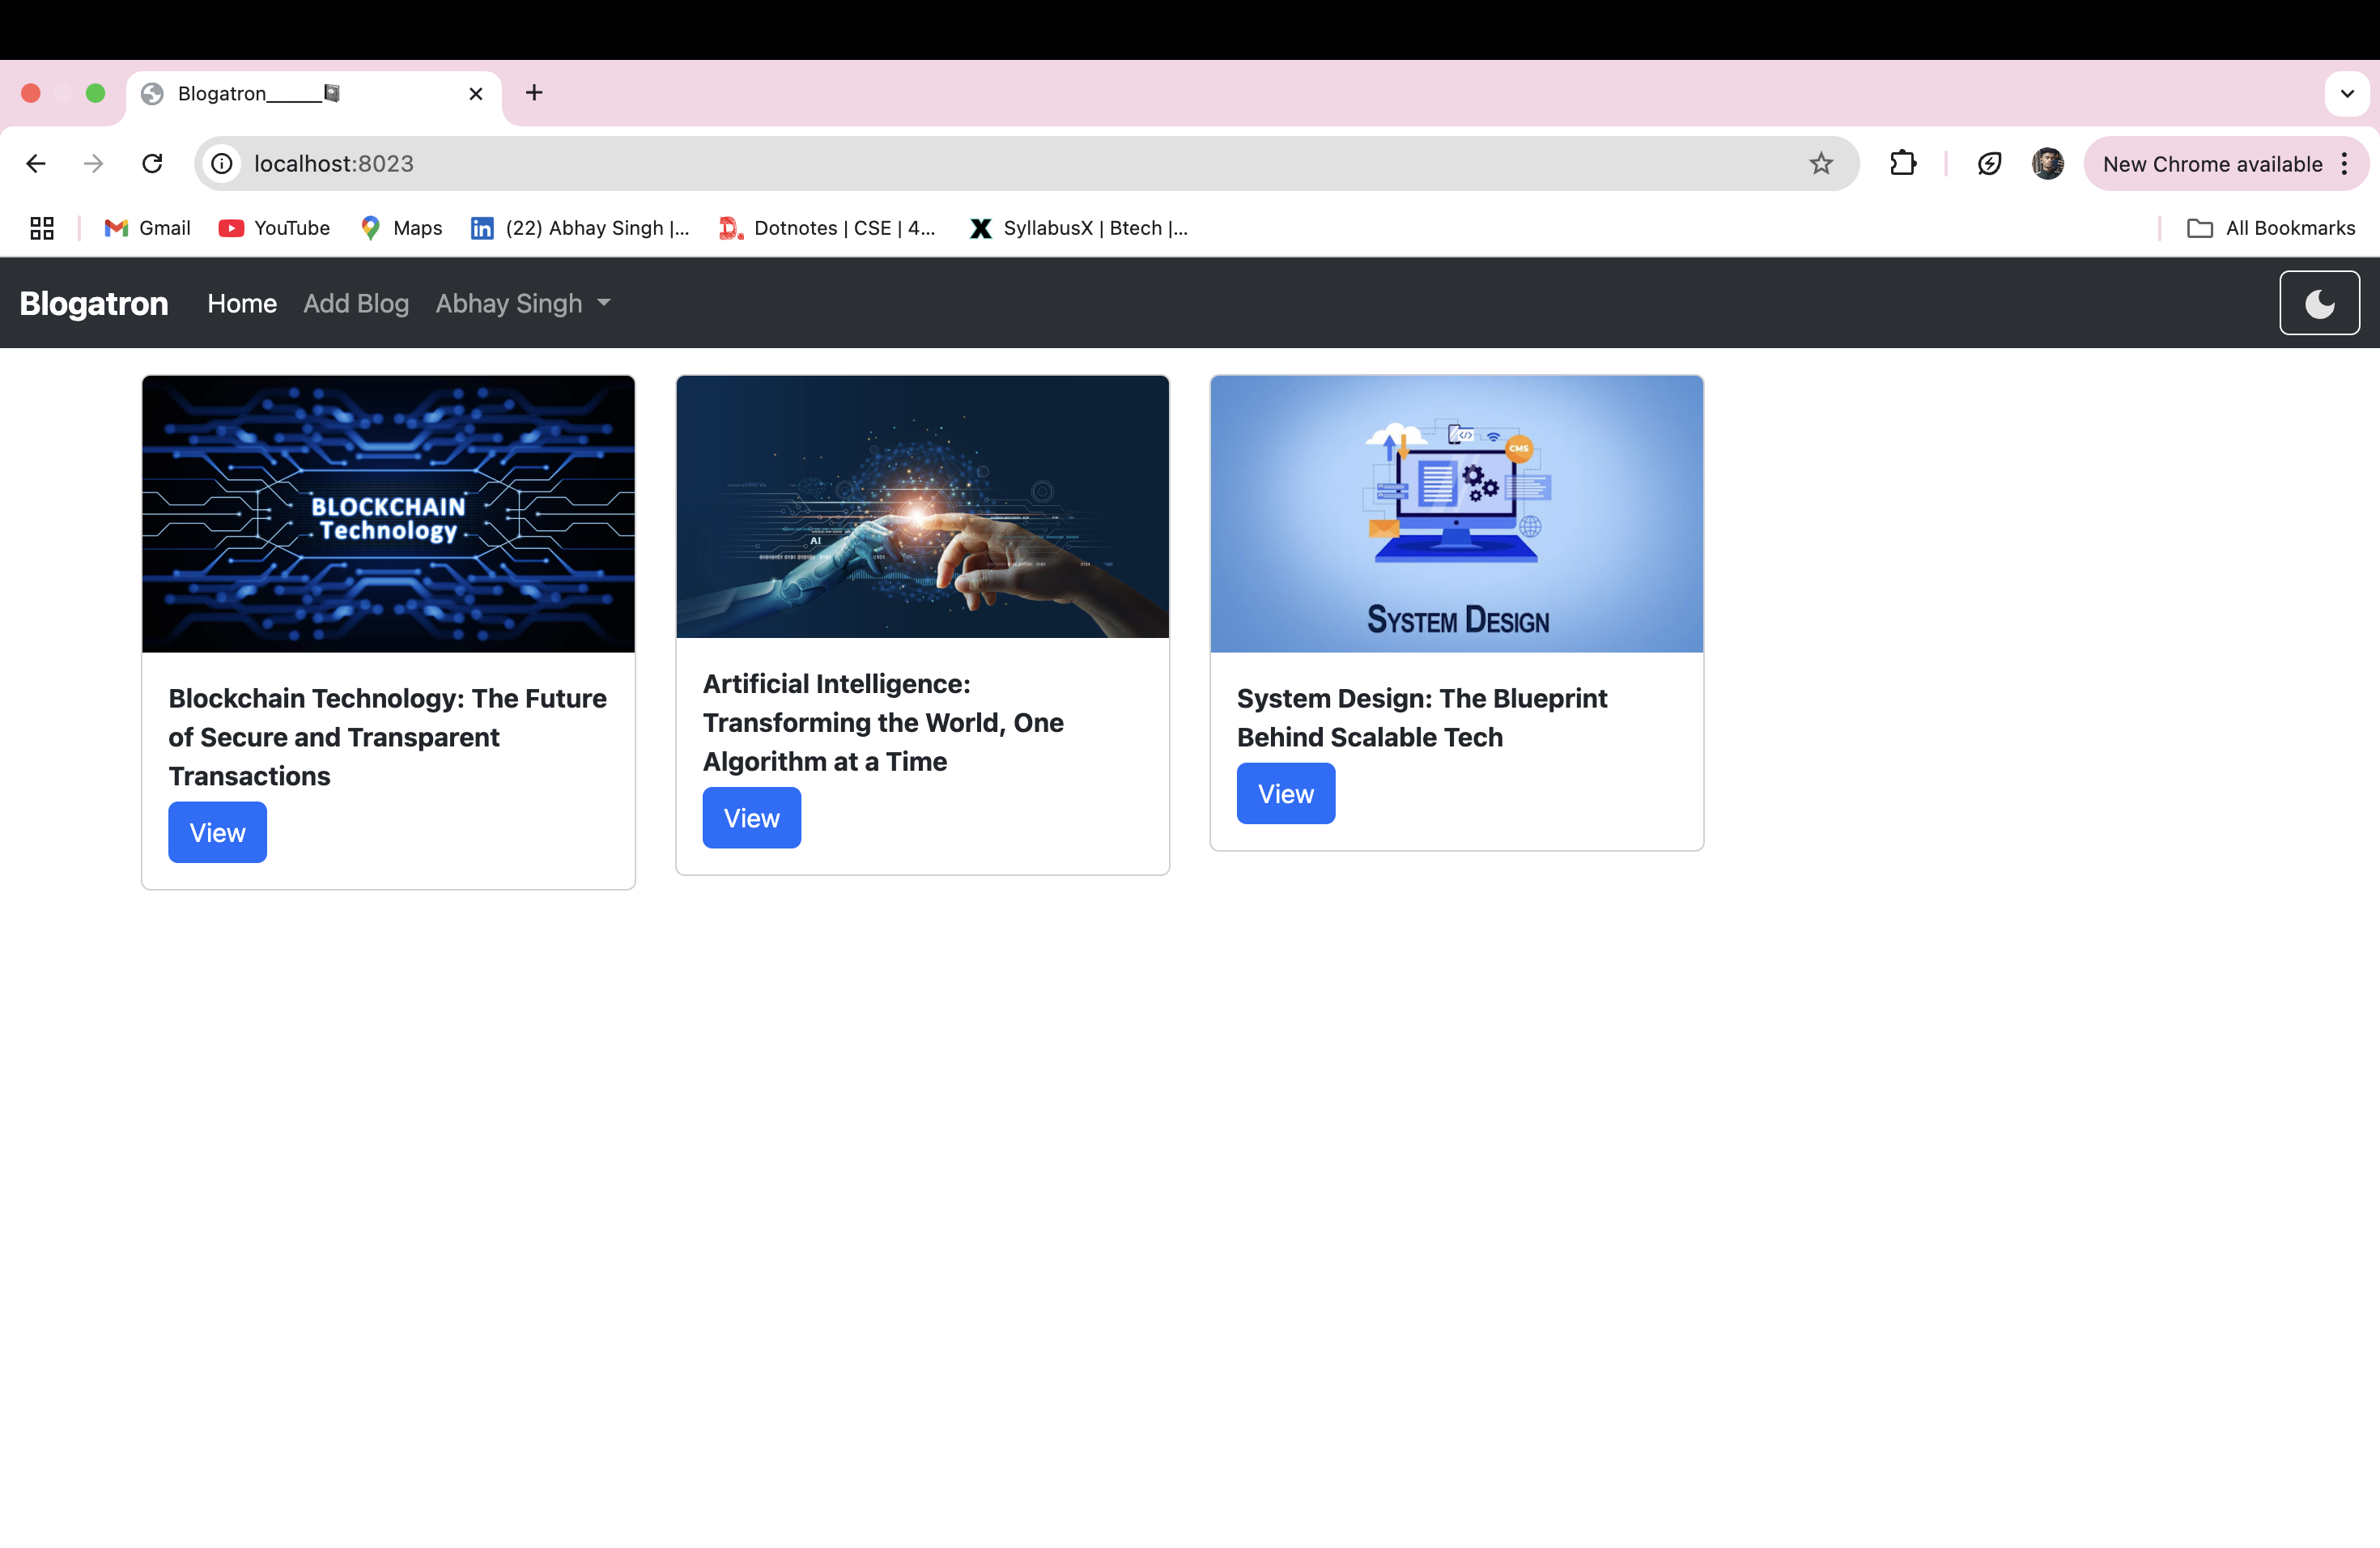 Blogatron______
localhost:8023
New Chrome available
Gmail YouTube Maps (22) Abhay Singh |... Dotnotes | CSE | 4... SyllabusX | Btech |... All Bookmarks
Blogatron Home Add Blog Abhay Singh
BLOCKCHAIN
Technology
Blockchain Technology: The Future
of Secure and Transparent
Transactions
View
AI
Artificial Intelligence:
Transforming the World, One
Algorithm at a Time
View
CMS
SYSTEM DESIGN
System Design: The Blueprint
Behind Scalable Tech
View